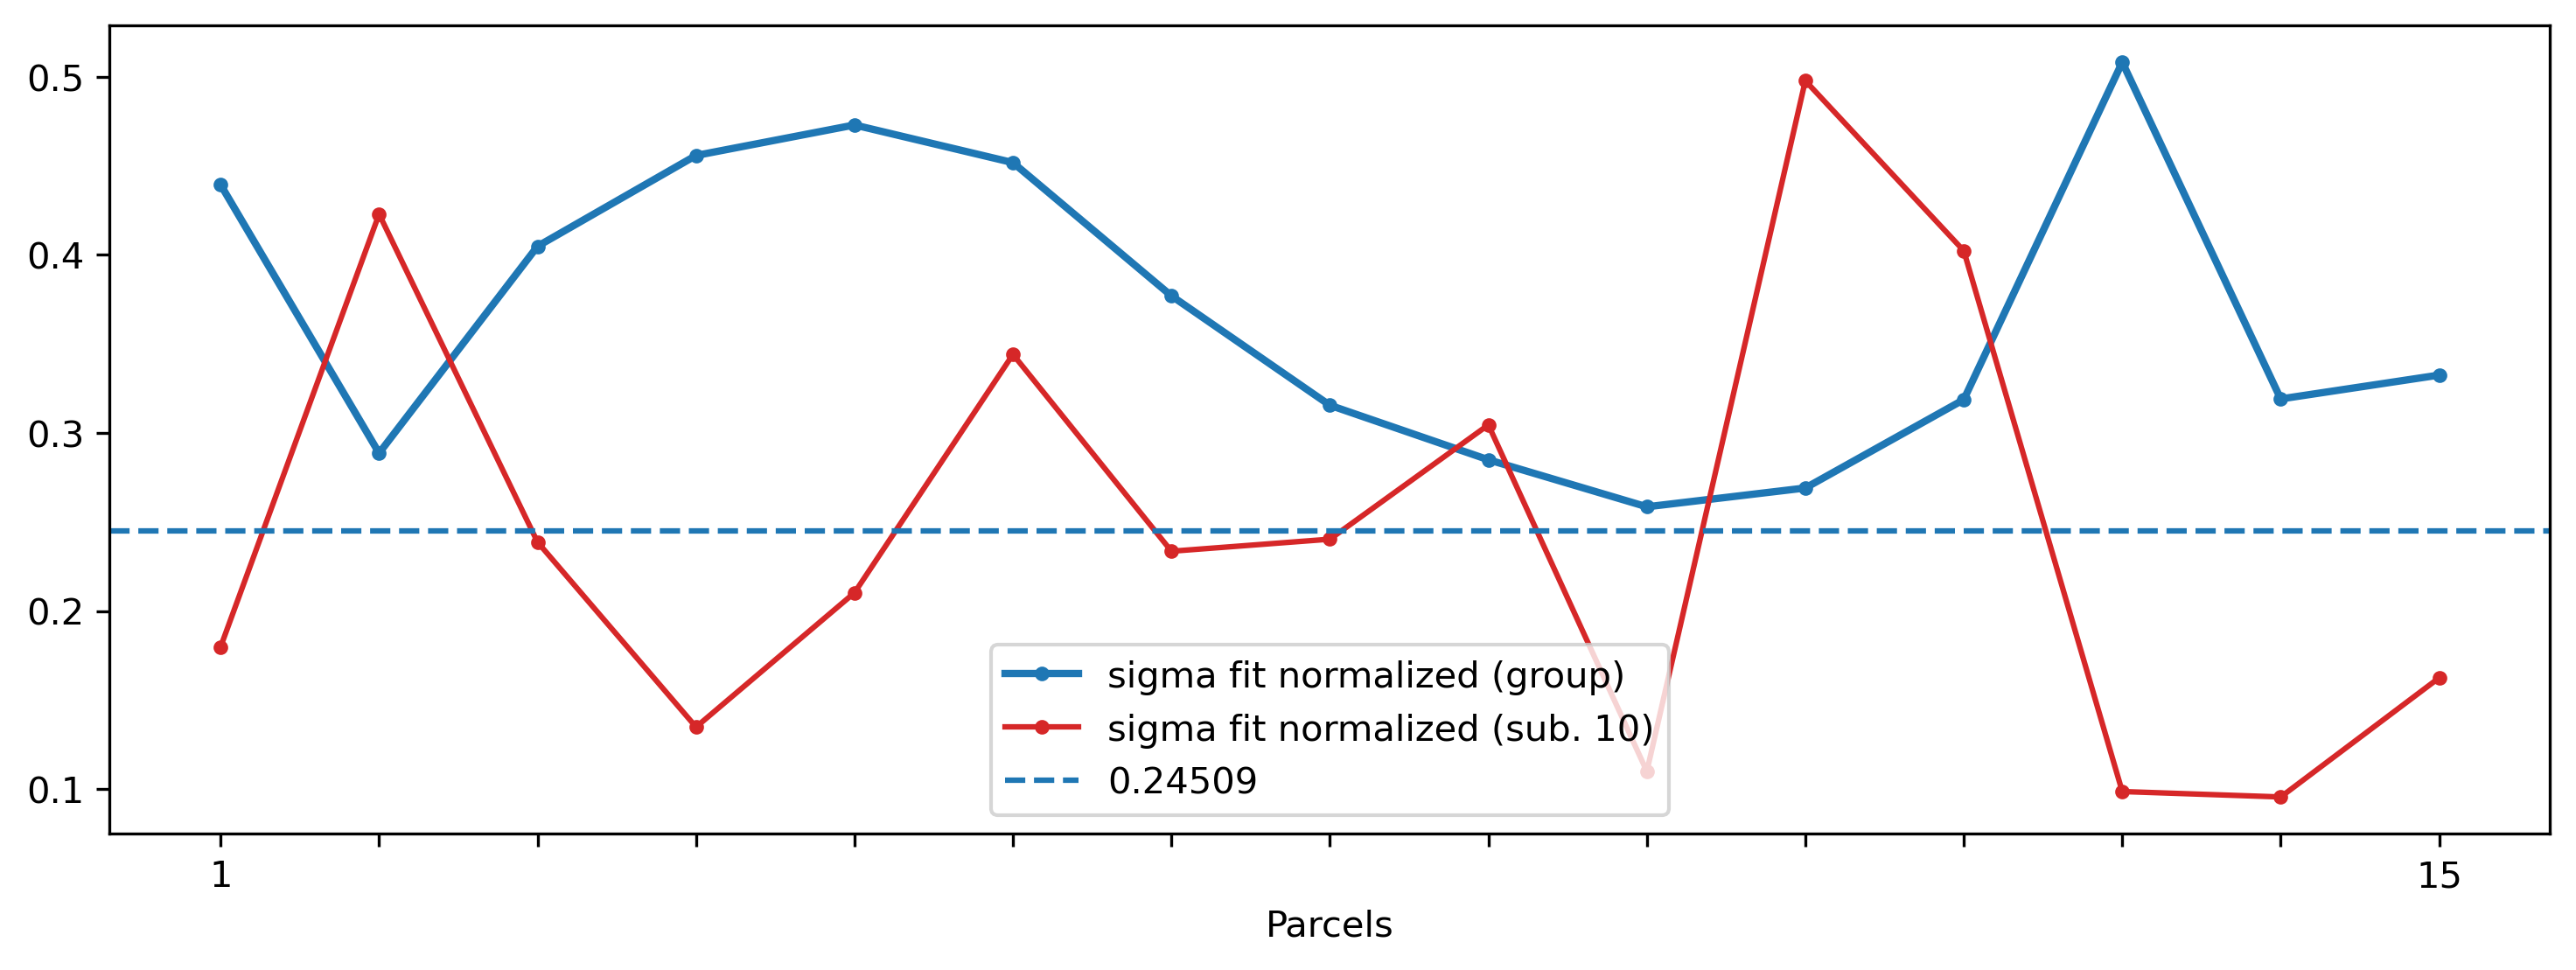 0.5
0.4
0.3
0.2
0.1
sigma fit normalized (group)
sigma fit normalized (sub. 10)
0.24509
1 15
Parcels